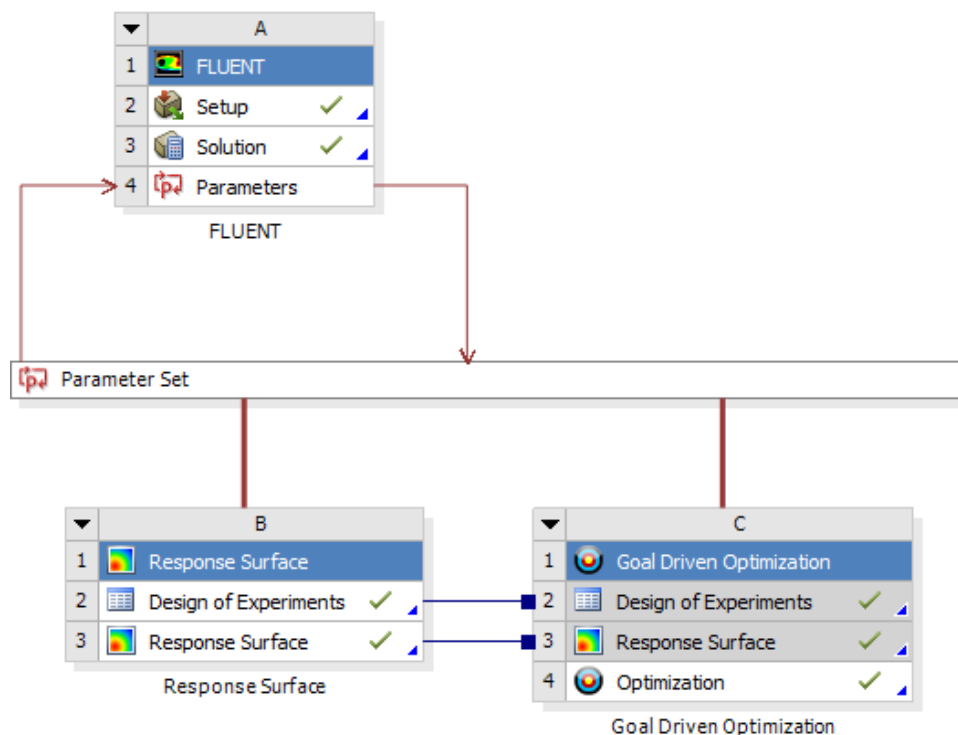 A
1 FLUENT
2 Setup
3 Solution
4 Parameters
FLUENT
Parameter Set
B
1 Response Surface
2 Design of Experiments
3 Response Surface
Response Surface
C
1 Goal Driven Optimization
2 Design of Experiments
3 Response Surface
4 Optimization
Goal Driven Optimization